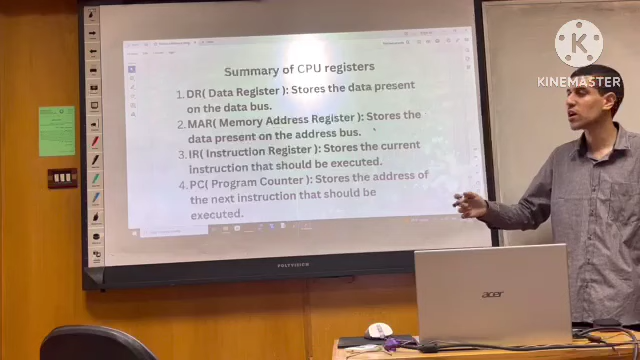 Summary of CPU registers
1. DR( Data Register ): Stores the data present
on the data bus.
2. MAR( Memory Address Register ): Stores the
data present on the address bus.
3. IR( Instruction Register ): Stores the current
instruction that should be executed.
4. PC( Program Counter ): Stores the address of
the next instruction that should be
executed.
POLYVISION
acer
K
KINEMASTER